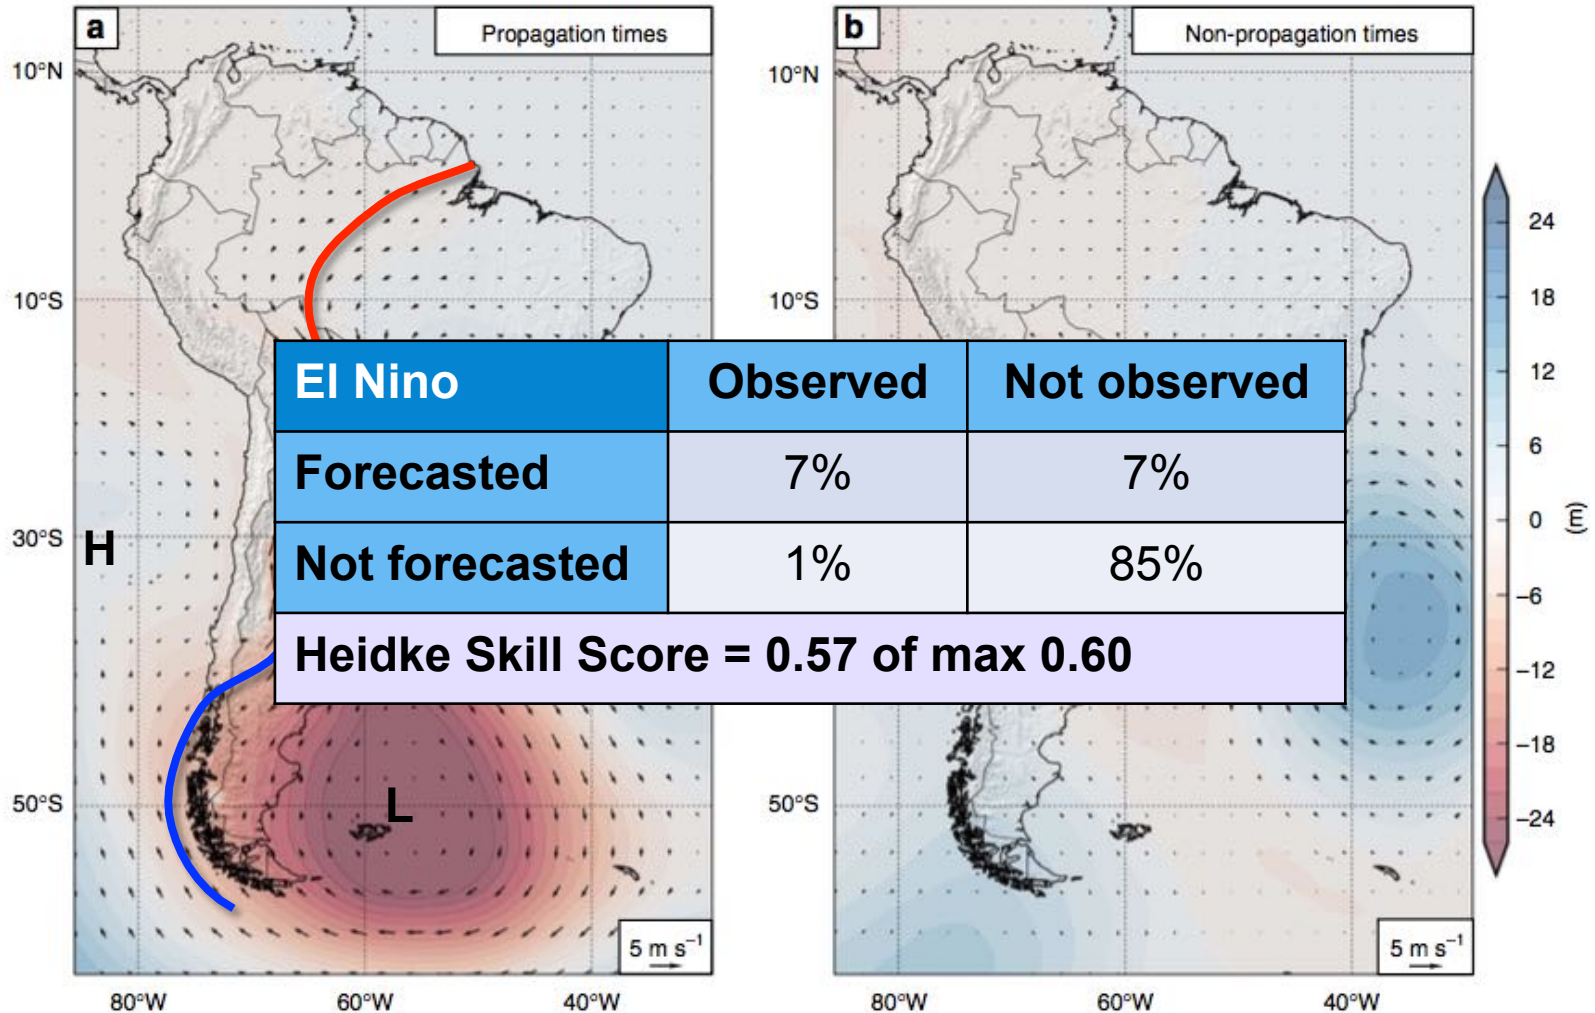 a
Propagation times
b
Non-propagation times
10°N
10°S
30°S
50°S
80°W
60°W
40°W
H
L
5 m s⁻¹
10°N
10°S
50°S
80°W
60°W
40°W
5 m s⁻¹
El Nino Observed Not observed
Forecasted 7% 7%
Not forecasted 1% 85%
Heidke Skill Score = 0.57 of max 0.60
24
18
12
6
0
−6
−12
−18
−24
(m)